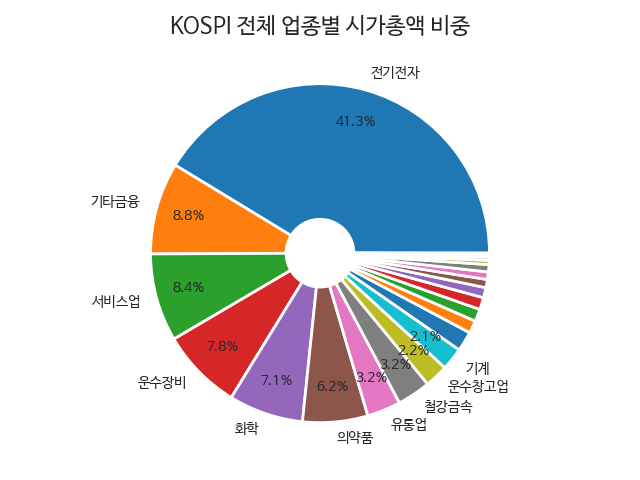 KOSPI 전체 업종별 시가총액 비중
전기전자
41.3%
기타금융
8.8%
서비스업
8.4%
운수장비
7.8%
화학
7.1%
의약품
6.2%
유통업
3.2%
철강금속
3.2%
운수창고업
2.2%
기계
2.1%